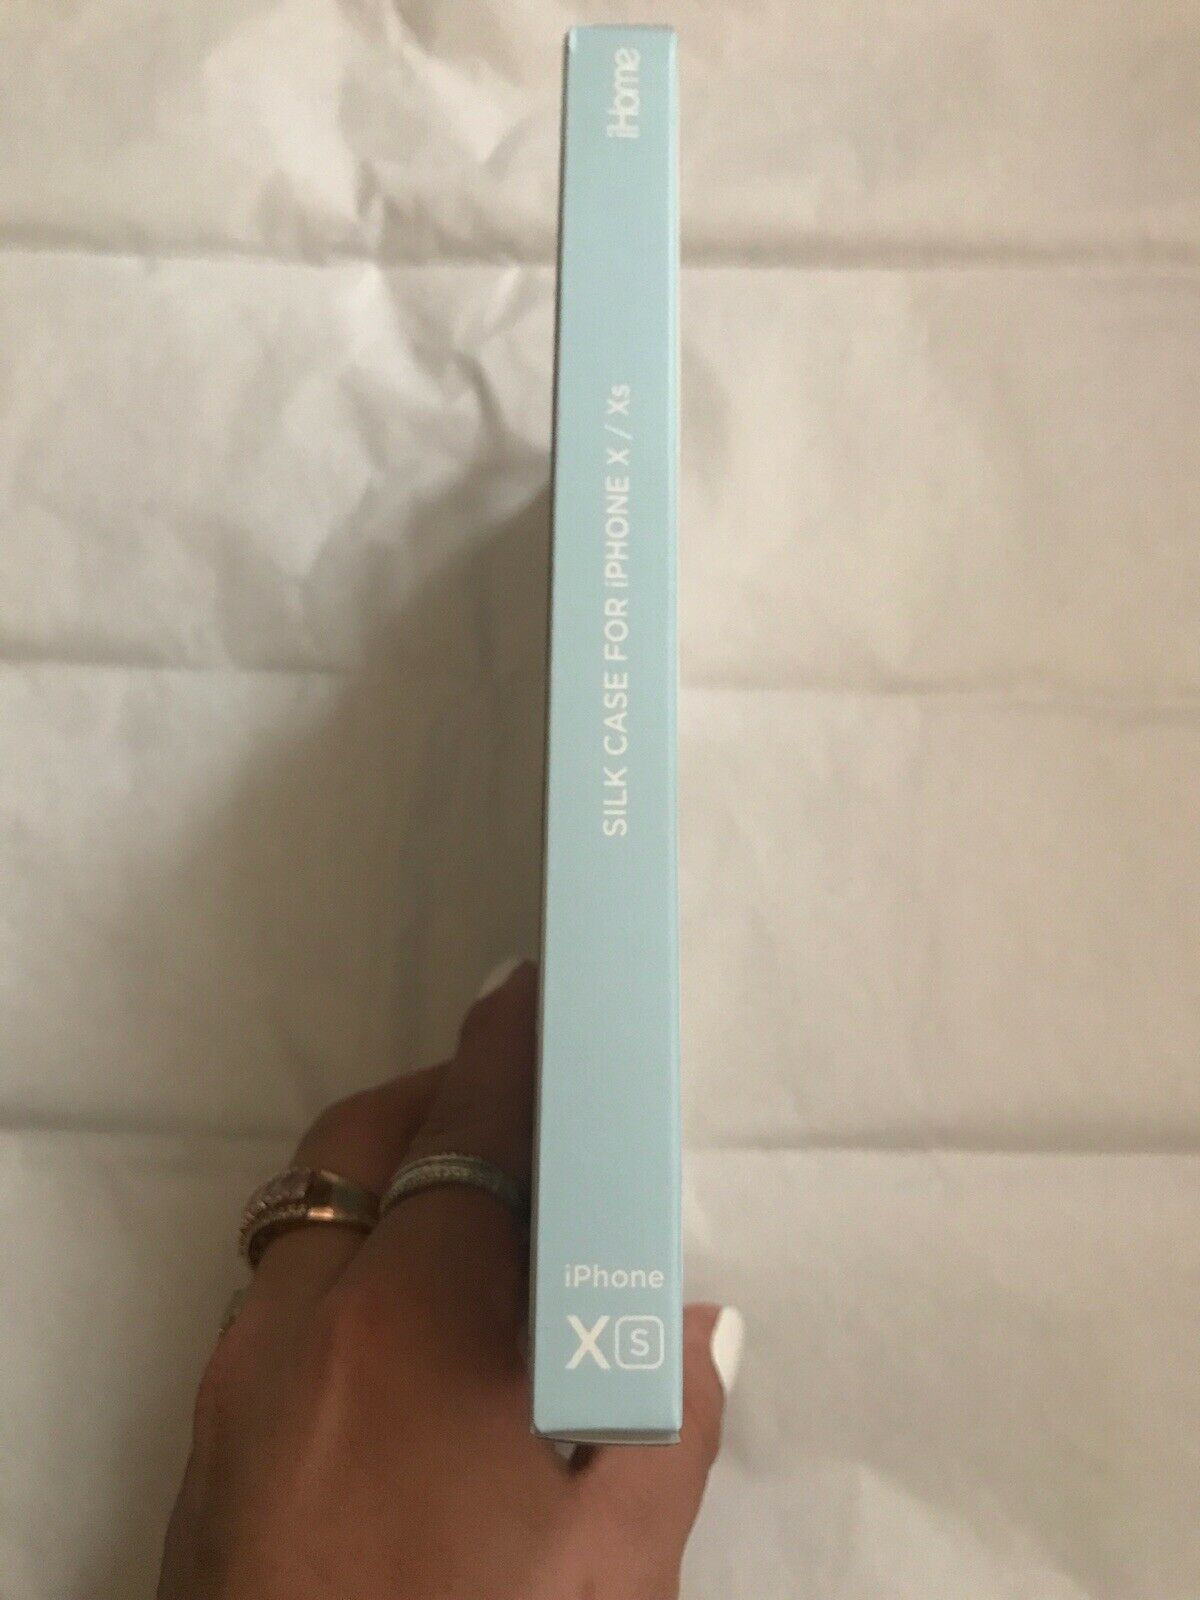 iHome
SILK CASE FOR iPHONE X / Xs
iPhone
XS